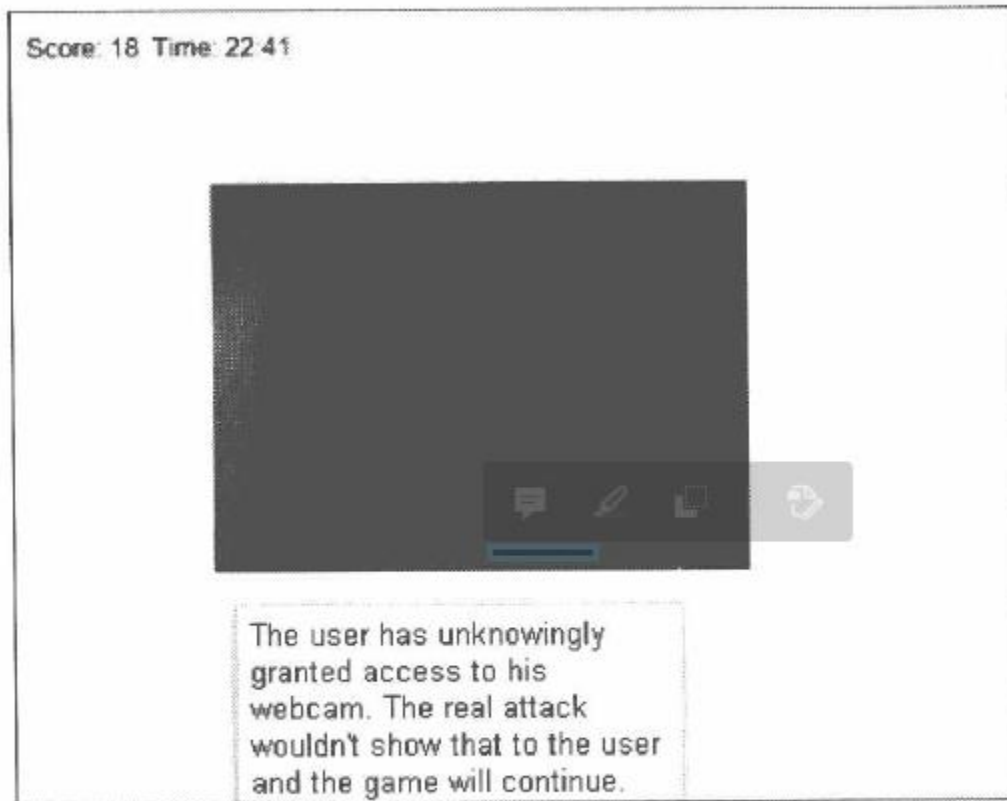 Score: 18 Time: 22:41
The user has unknowingly
granted access to his
webcam. The real attack
wouldn't show that to the user
and the game will continue.